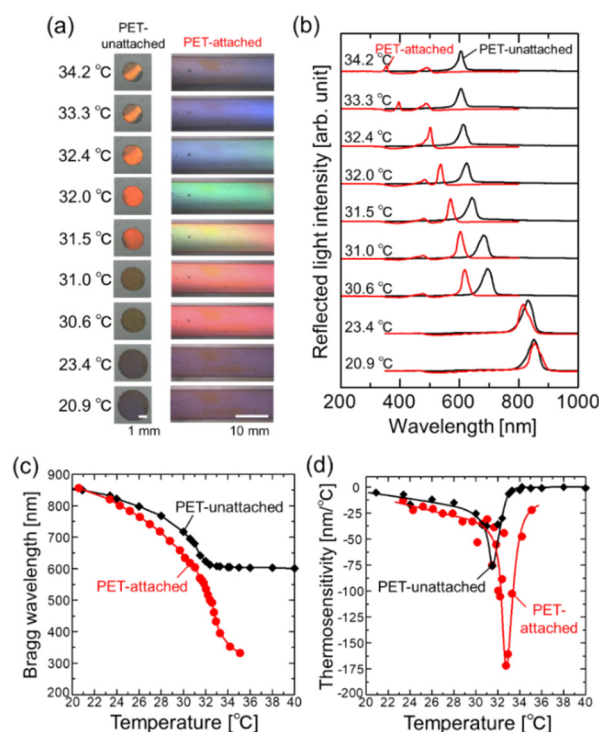 (a)
PET-
unattached
PET-attached
34.2 °C
33.3 °C
32.4 °C
32.0 °C
31.5 °C
31.0 °C
30.6 °C
23.4 °C
20.9 °C
1 mm
10 mm
(b)
PET-attached
PET-unattached
34.2 °C
33.3 °C
32.4 °C
32.0 °C
31.5 °C
31.0 °C
30.6 °C
23.4 °C
20.9 °C
Reflected light intensity [arb. unit]
200 400 600 800 1000
Wavelength [nm]
(c)
900
800
700
600
500
400
300
200
PET-unattached
PET-attached
Bragg wavelength [nm]
20 22 24 26 28 30 32 34 36 38 40
Temperature [°C]
(d)
0
-25
-50
-75
-100
-125
-150
-175
-200
PET-unattached
PET-
attached
Thermosensitivity [nm/°C]
20 22 24 26 28 30 32 34 36 38 40
Temperature [°C]